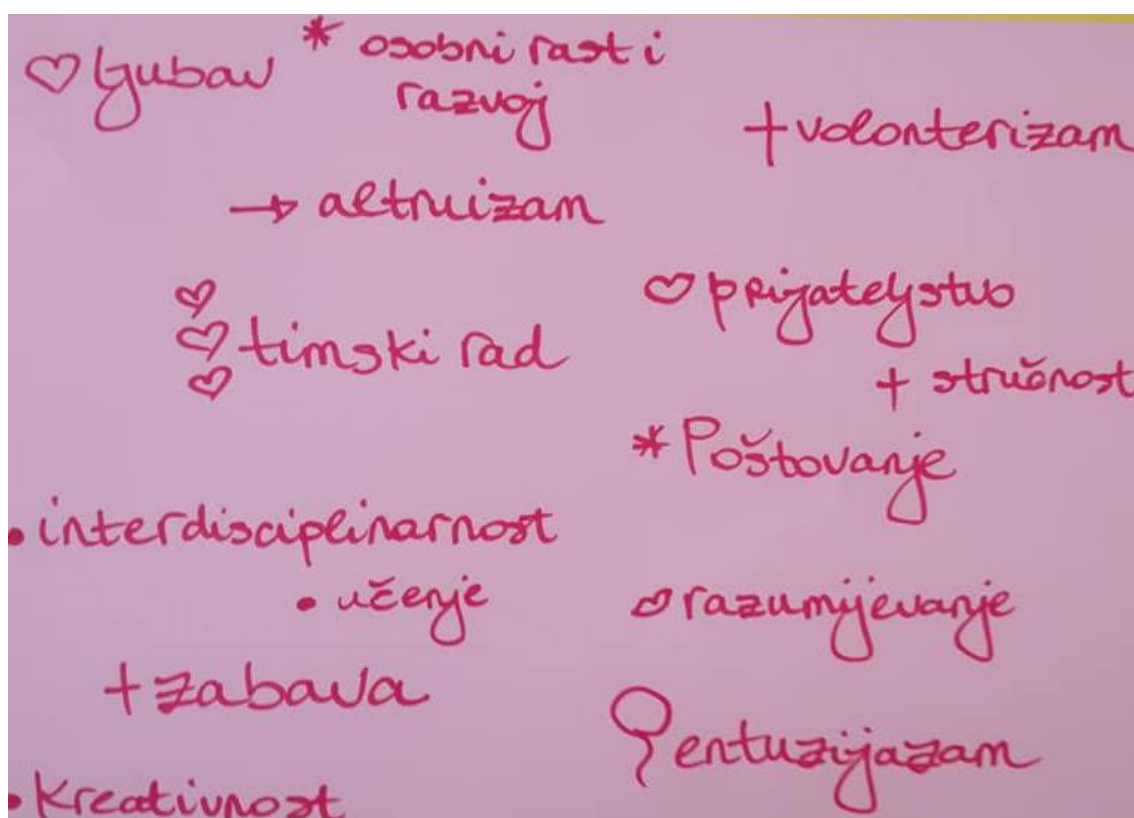 ♡ ljubav
* osobni rast i
razvoj
+ volonterizam
→ altruizam
♡ prijateljstvo
♡♡♡ timski rad
+ stručnost
* Poštovanje
• interdisciplinarnost
• učenje
♡ razumijevanje
+ zabava
entuzijazam
• Kreativnost